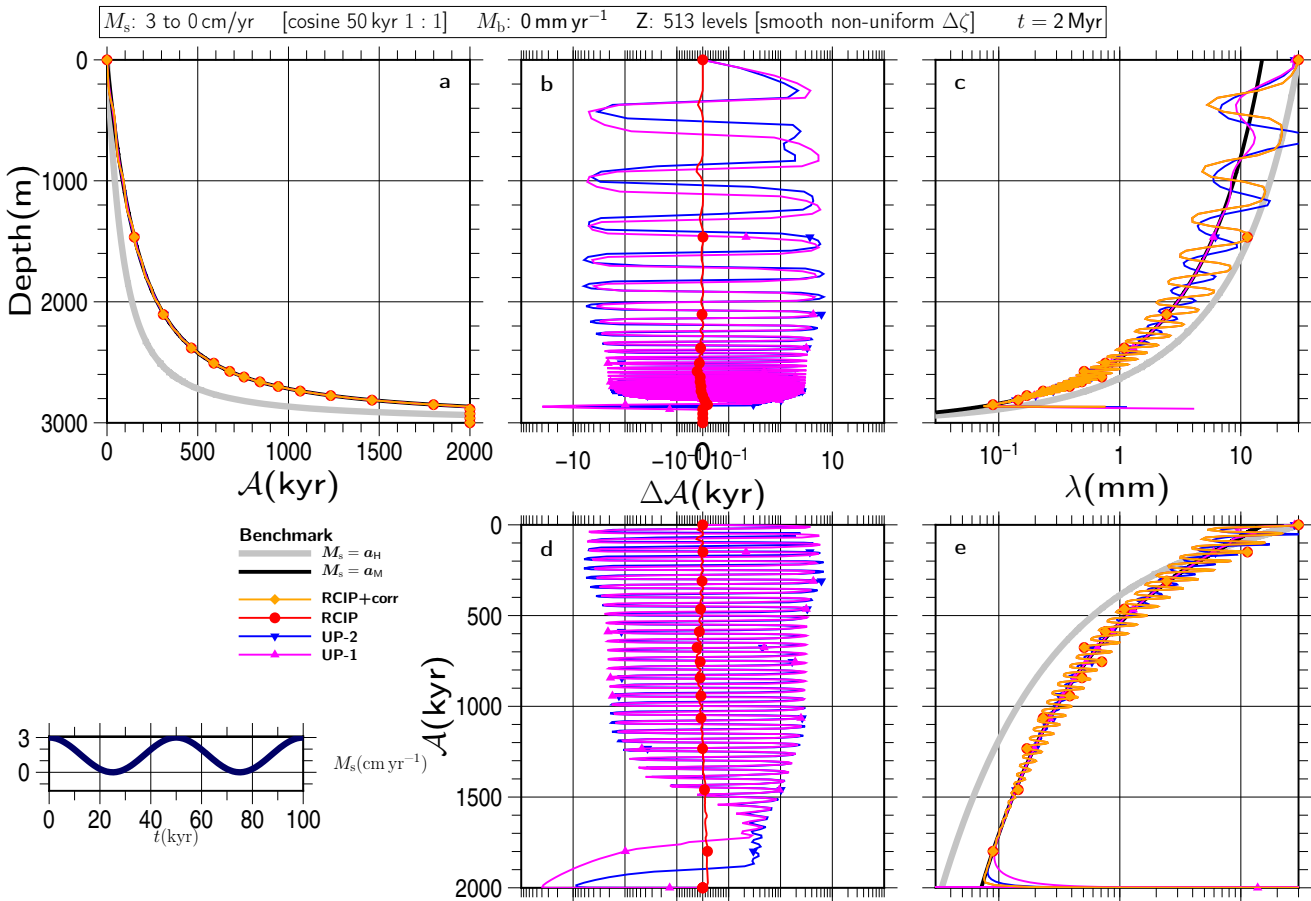 Mₛ: 3 to 0 cm/yr [cosine 50 kyr 1 : 1] M_b: 0 mm yr⁻¹ Z: 513 levels [smooth non-uniform Δζ] t = 2 Myr
a
b
c
0
1000
2000
3000
Depth(m)
0 500 1000 1500 2000
𝒜(kyr)
−10 −10⁻¹ 0 10⁻¹ 10
Δ𝒜(kyr)
10⁻¹ 1 10
λ(mm)
Benchmark
Mₛ = a_H
Mₛ = a_M
RCIP+corr
RCIP
UP-2
UP-1
d
e
0
500
1000
1500
2000
𝒜(kyr)
3
0
Mₛ(cm yr⁻¹)
0 20 40 60 80 100
t(kyr)